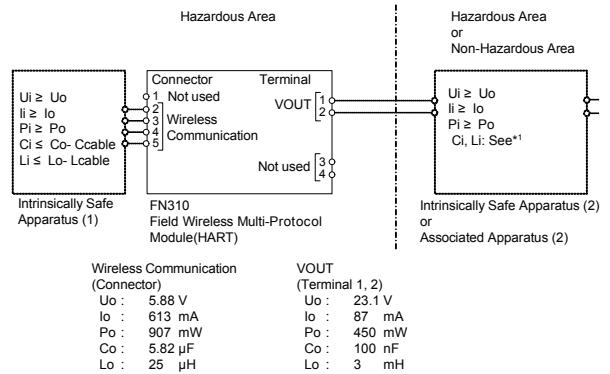 Hazardous Area
Hazardous Area
or
Non-Hazardous Area
Ui ≥ Uo
Ii ≥ Io
Pi ≥ Po
Ci ≤ Co- Ccable
Li ≤ Lo- Lcable
Intrinsically Safe
Apparatus (1)
Connector
1 Not used
2
3 Wireless
4 Communication
5
Terminal
VOUT 1
2
Not used 3
4
FN310
Field Wireless Multi-Protocol
Module(HART)
Ui ≥ Uo
Ii ≥ Io
Pi ≥ Po
Ci, Li: See*1
Intrinsically Safe Apparatus (2)
or
Associated Apparatus (2)
Wireless Communication
(Connector)
Uo : 5.88 V
Io : 613 mA
Po : 907 mW
Co : 5.82 µF
Lo : 25 µH
VOUT
(Terminal 1, 2)
Uo : 23.1 V
Io : 87 mA
Po : 450 mW
Co : 100 nF
Lo : 3 mH